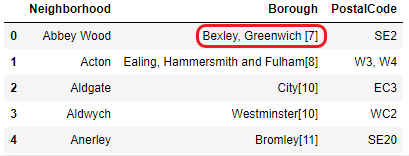 Neighborhood Borough PostalCode
0 Abbey Wood Bexley, Greenwich [7] SE2
1 Acton Ealing, Hammersmith and Fulham[8] W3, W4
2 Aldgate City[10] EC3
3 Aldwych Westminster[10] WC2
4 Anerley Bromley[11] SE20